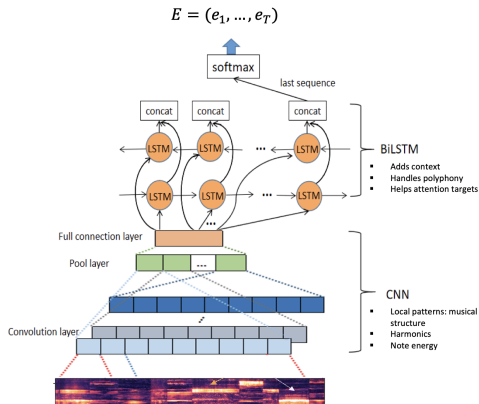 E = (e₁, ..., e_T)
softmax
last sequence
concat concat concat
LSTM LSTM ... LSTM
BiLSTM
▪ Adds context
▪ Handles polyphony
▪ Helps attention targets
LSTM LSTM ... LSTM
...
Full connection layer
Pool layer
...
CNN
▪ Local patterns: musical
structure
▪ Harmonics
▪ Note energy
Convolution layer